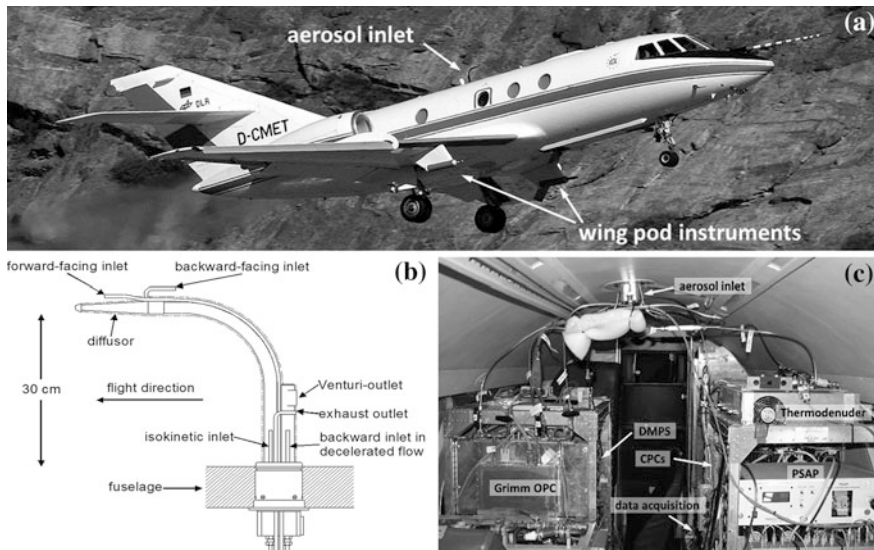 (a)
aerosol inlet
DLR
D-CMET
wing pod instruments
(b)
forward-facing inlet
backward-facing inlet
diffusor
30 cm
flight direction
Venturi-outlet
exhaust outlet
isokinetic inlet
backward inlet in
decelerated flow
fuselage
(c)
aerosol inlet
Thermodenuder
DMPS
CPCs
PSAP
Grimm OPC
data acquisition